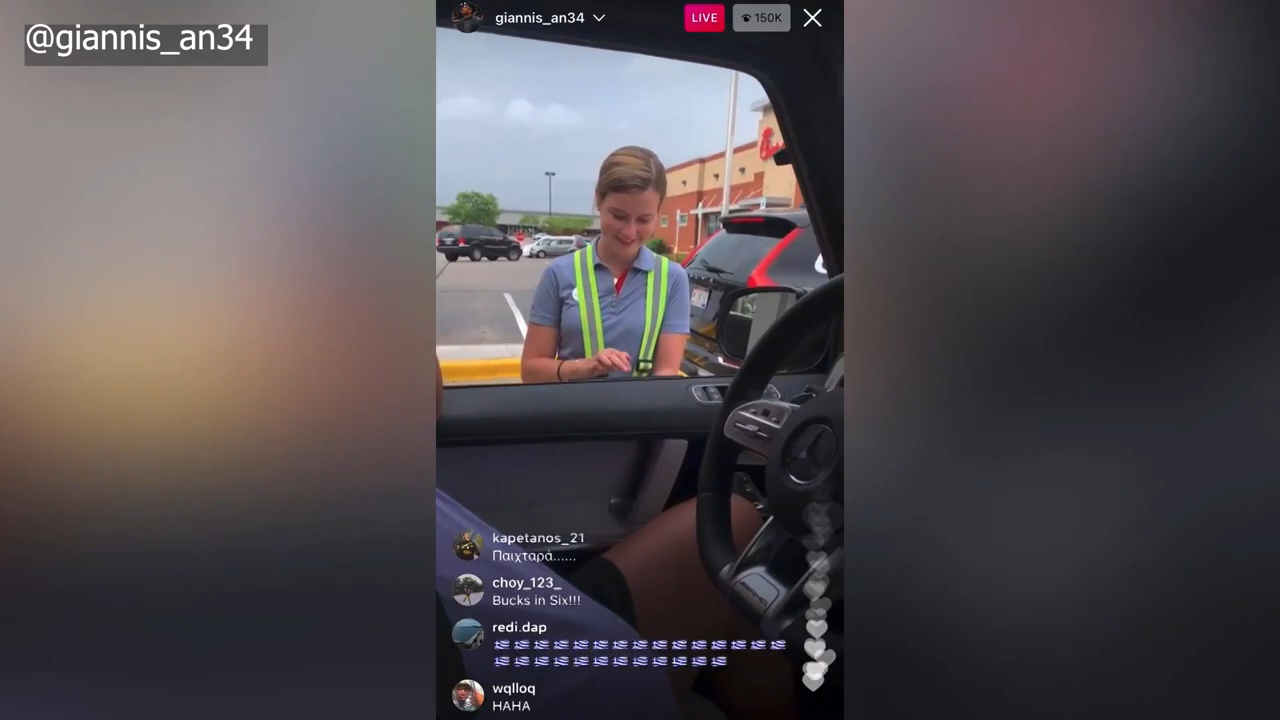 @giannis_an34
giannis_an34
LIVE
150K
kapetanos_21
Παιχταρά......
choy_123_
Bucks in Six!!!
redi.dap
🇬🇷🇬🇷🇬🇷🇬🇷🇬🇷🇬🇷🇬🇷🇬🇷🇬🇷🇬🇷🇬🇷🇬🇷🇬🇷🇬🇷🇬🇷
🇬🇷🇬🇷🇬🇷🇬🇷🇬🇷🇬🇷🇬🇷🇬🇷🇬🇷🇬🇷🇬🇷🇬🇷
wqlloq
HAHA